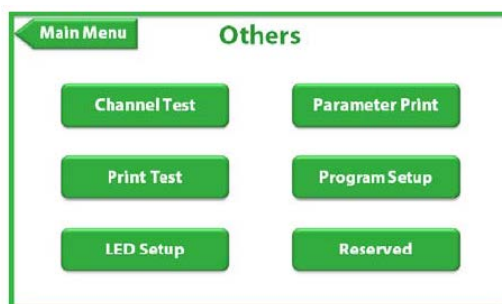 Main Menu
Others
Channel Test
Parameter Print
Print Test
Program Setup
LED Setup
Reserved